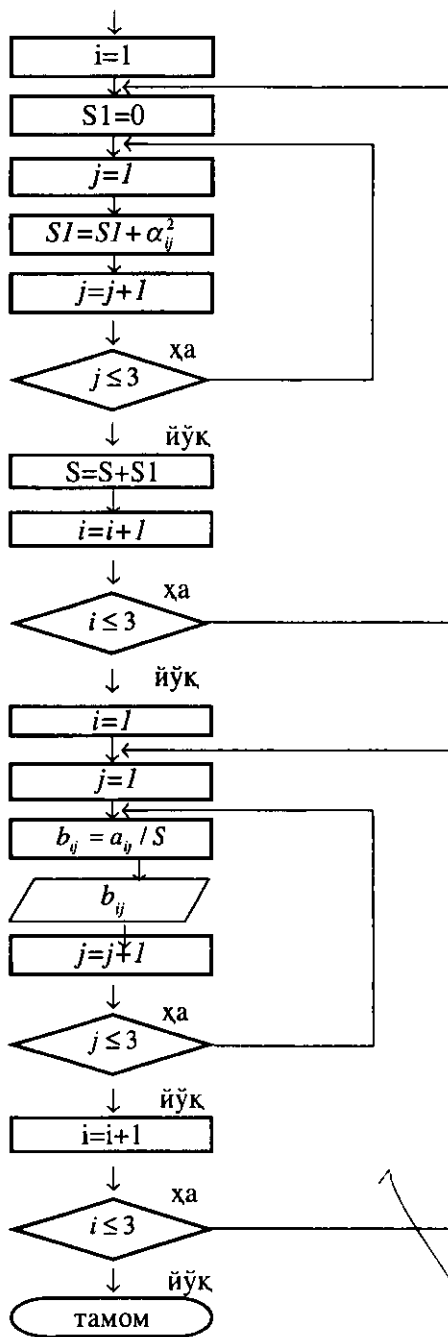 i=1
S1=0
j=1
S1=S1+α²ᵢⱼ
j=j+1
ҳа
j ≤ 3
йўқ
S=S+S1
i=i+1
ҳа
i ≤ 3
йўқ
i=1
j=1
bᵢⱼ = aᵢⱼ / S
bᵢⱼ
j=j+1
ҳа
j ≤ 3
йўқ
i=i+1
ҳа
i ≤ 3
йўқ
тамом